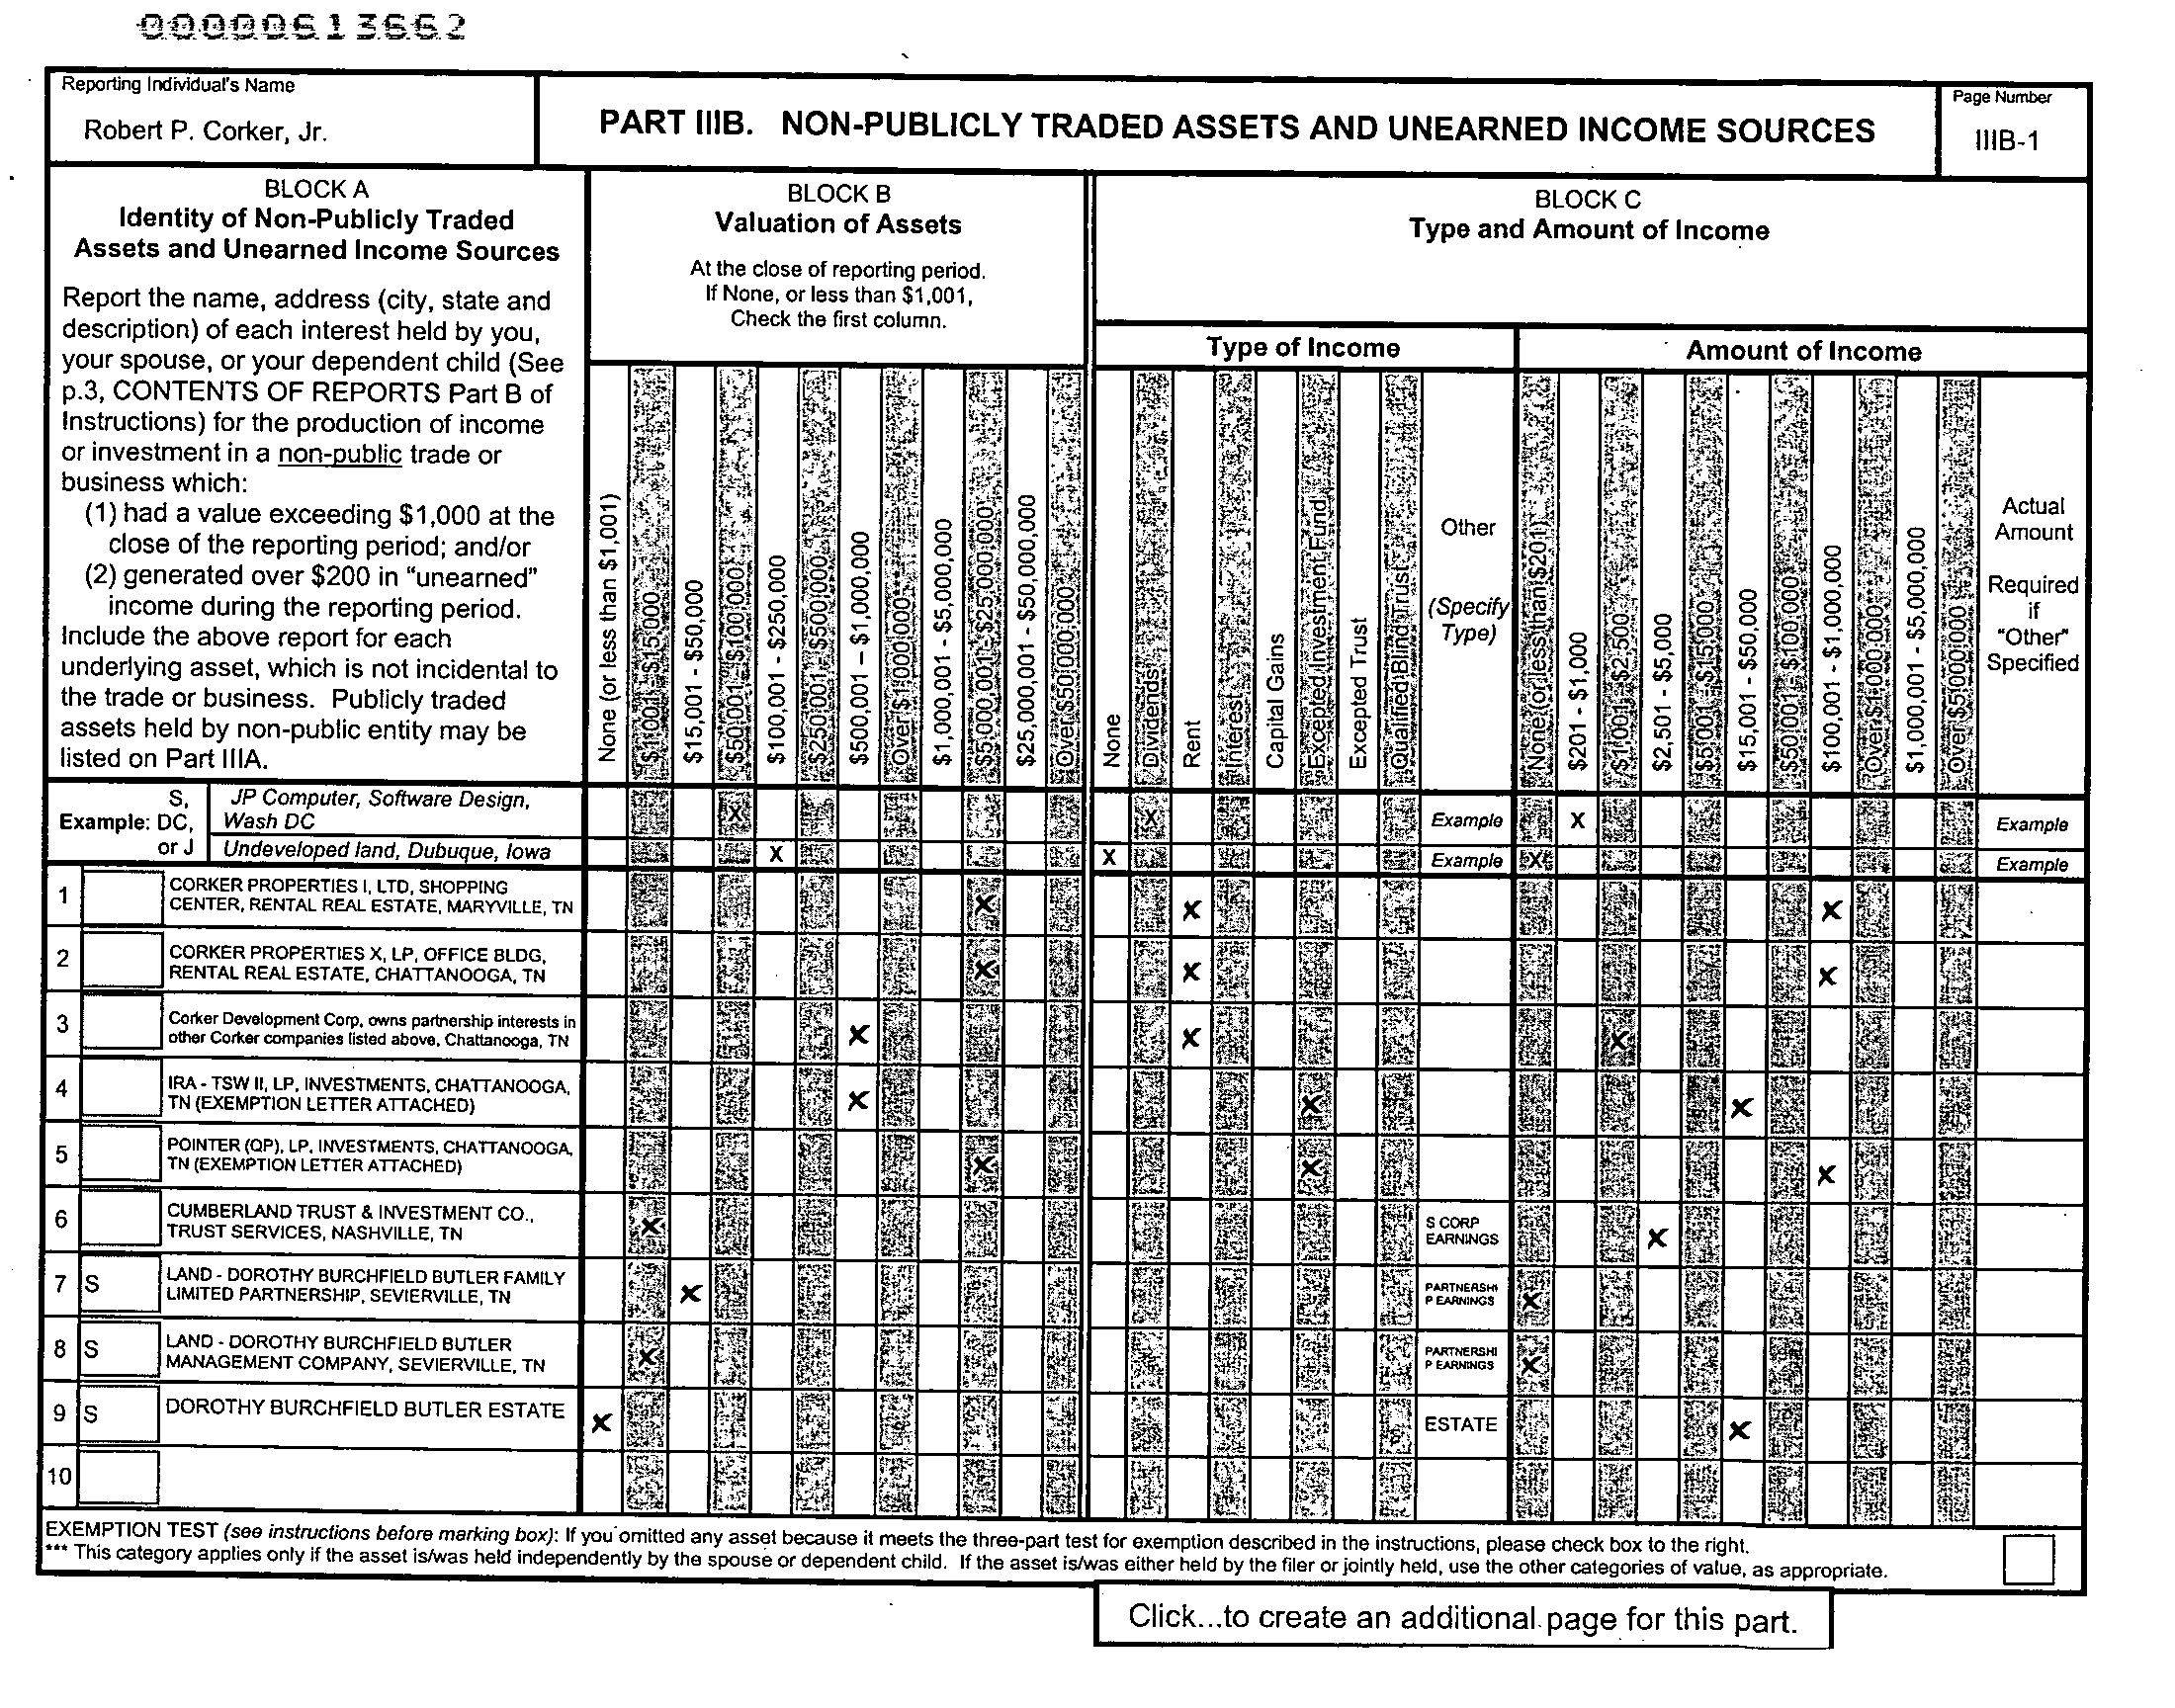 00000613662
Reporting Individual's Name
Robert P. Corker, Jr.
PART IIIB. NON-PUBLICLY TRADED ASSETS AND UNEARNED INCOME SOURCES
Page Number
IIIB-1
BLOCK A
Identity of Non-Publicly Traded
Assets and Unearned Income Sources
Report the name, address (city, state and
description) of each interest held by you,
your spouse, or your dependent child (See
p.3, CONTENTS OF REPORTS Part B of
Instructions) for the production of income
or investment in a non-public trade or
business which:
(1) had a value exceeding $1,000 at the
close of the reporting period; and/or
(2) generated over $200 in "unearned"
income during the reporting period.
Include the above report for each
underlying asset, which is not incidental to
the trade or business. Publicly traded
assets held by non-public entity may be
listed on Part IIIA.
BLOCK B
Valuation of Assets
At the close of reporting period.
If None, or less than $1,001,
Check the first column.
None (or less than $1,001)
$1,001 - $15,000
$15,001 - $50,000
$50,001 - $100,000
$100,001 - $250,000
$250,001 - $500,000
$500,001 – $1,000,000
Over $1,000,000***
$1,000,001 - $5,000,000
$5,000,001 - $25,000,000
$25,000,001 - $50,000,000
Over $50,000,000
BLOCK C
Type and Amount of Income
Type of Income
None
Dividends
Rent
Interest
Capital Gains
Excepted Investment Fund
Excepted Trust
Qualified Blind Trust
Other
(Specify
Type)
Amount of Income
None (or less than $201)
$201 - $1,000
$1,001 - $2,500
$2,501 - $5,000
$5,001 - $15,000
$15,001 - $50,000
$50,001 - $100,000
$100,001 - $1,000,000
Over $1,000,000***
$1,000,001 - $5,000,000
Over $5,000,000
Actual
Amount
Required
if
"Other"
Specified
Example:
S,
DC,
or J
JP Computer, Software Design,
Wash DC
X X Example X Example
Undeveloped land, Dubuque, Iowa X X Example X Example
1 CORKER PROPERTIES I, LTD, SHOPPING
CENTER, RENTAL REAL ESTATE, MARYVILLE, TN
X X X
2 CORKER PROPERTIES X, LP, OFFICE BLDG,
RENTAL REAL ESTATE, CHATTANOOGA, TN
X X X
3 Corker Development Corp, owns partnership interests in
other Corker companies listed above, Chattanooga, TN
X X X
4 IRA - TSW II, LP, INVESTMENTS, CHATTANOOGA,
TN (EXEMPTION LETTER ATTACHED)
X X X
5 POINTER (QP), LP, INVESTMENTS, CHATTANOOGA,
TN (EXEMPTION LETTER ATTACHED)
X X X
6 CUMBERLAND TRUST & INVESTMENT CO.,
TRUST SERVICES, NASHVILLE, TN
X
S CORP
EARNINGS
X
7 S LAND - DOROTHY BURCHFIELD BUTLER FAMILY
LIMITED PARTNERSHIP, SEVIERVILLE, TN
X
PARTNERSHI
P EARNINGS
X
8 S LAND - DOROTHY BURCHFIELD BUTLER
MANAGEMENT COMPANY, SEVIERVILLE, TN
X
PARTNERSHI
P EARNINGS
X
9 S DOROTHY BURCHFIELD BUTLER ESTATE
X ESTATE X
10
EXEMPTION TEST (see instructions before marking box): If you omitted any asset because it meets the three-part test for exemption described in the instructions, please check box to the right.
*** This category applies only if the asset is/was held independently by the spouse or dependent child. If the asset is/was either held by the filer or jointly held, use the other categories of value, as appropriate.
Click...to create an additional page for this part.